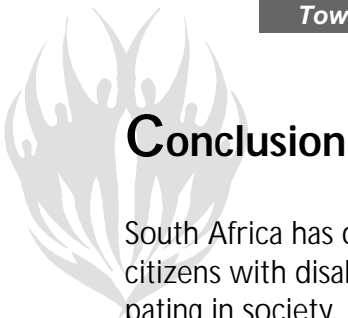 Tow
Conclusion
South Africa has
citizens with disal
pating in society